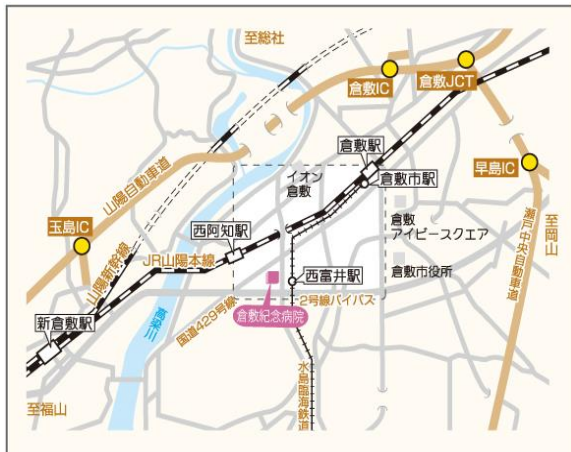 至総社
倉敷IC
倉敷JCT
倉敷駅
倉敷市駅
早島IC
イオン
倉敷
山陽自動車道
玉島IC
西阿知駅
倉敷
アイビースクエア
至岡山
瀬戸中央自動車道
山陽新幹線
JR山陽本線
西富井駅
倉敷市役所
2号線バイパス
倉敷紀念病院
国道429号線
高梁川
新倉敷駅
水島臨海鉄道
至福山